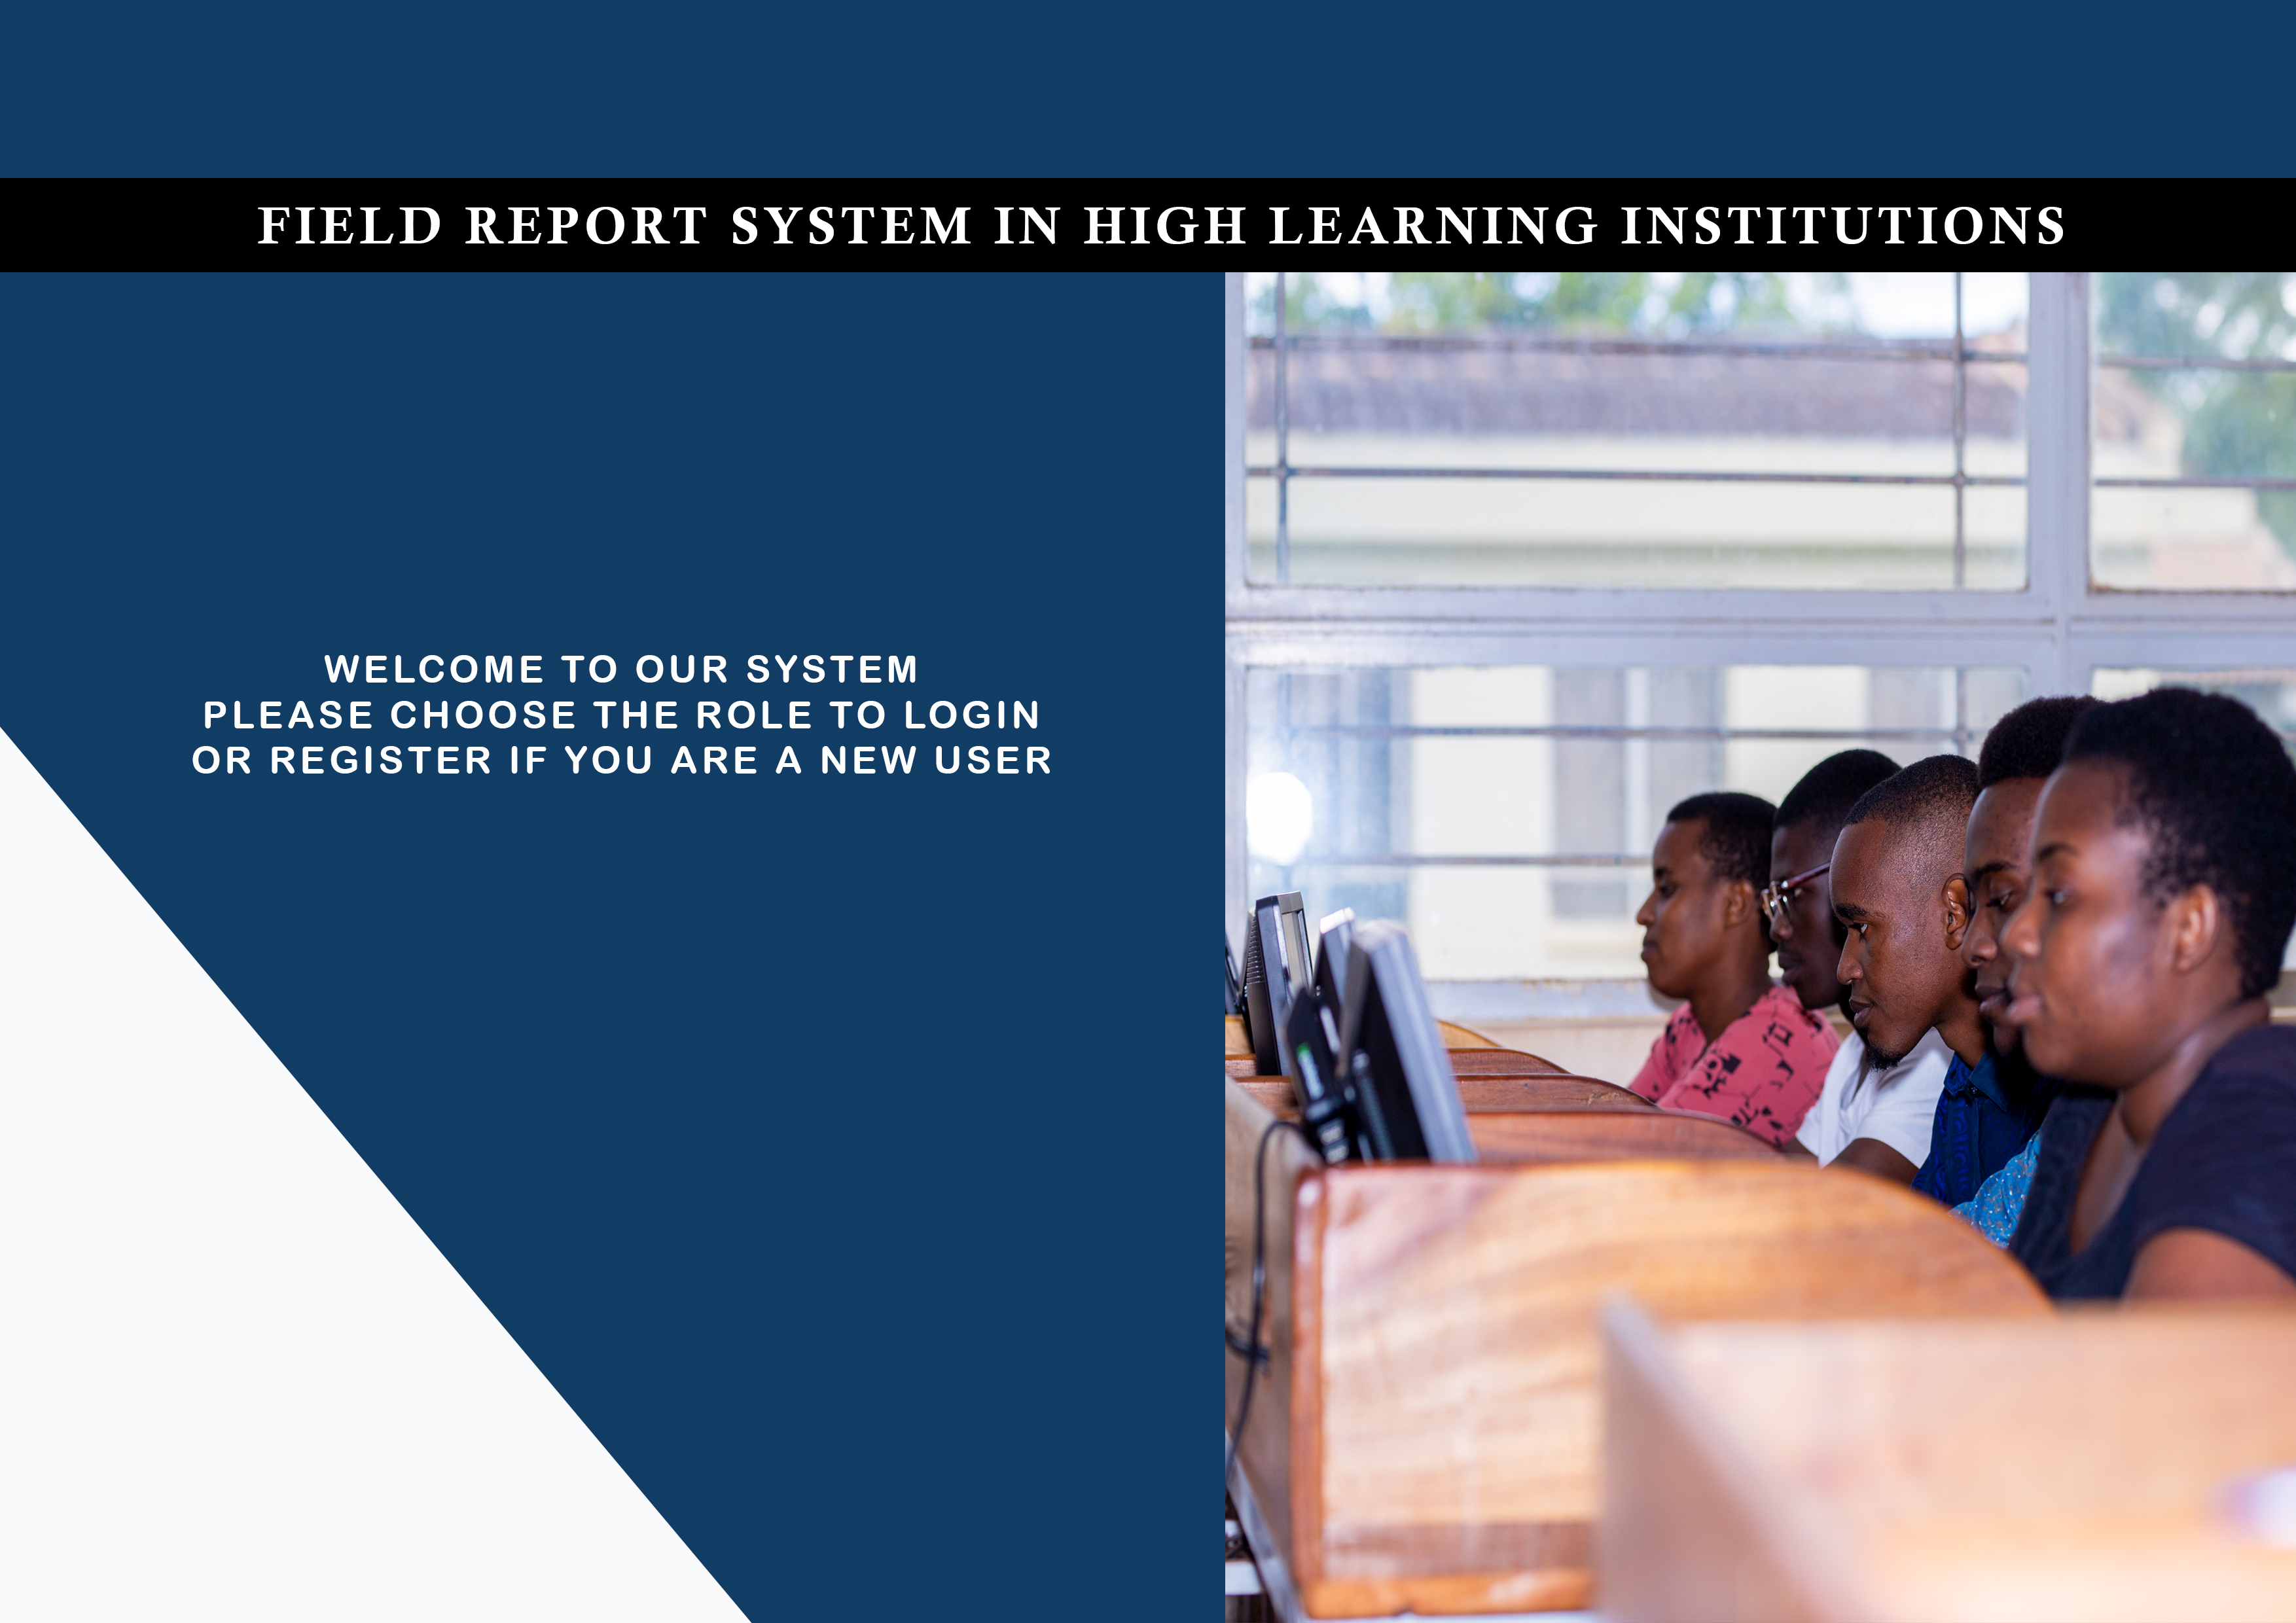 FIELD REPORT SYSTEM IN HIGH LEARNING INSTITUTIONS
WELCOME TO OUR SYSTEM
PLEASE CHOOSE THE ROLE TO LOGIN
OR REGISTER IF YOU ARE A NEW USER